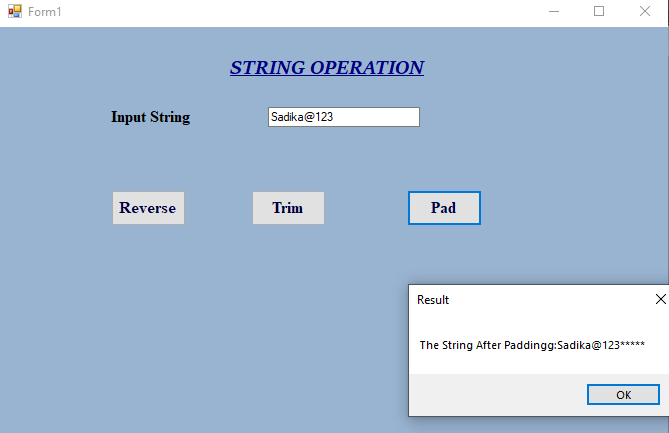 Form1
STRING OPERATION
Input String Sadika@123
Reverse Trim Pad
Result
The String After Paddingg:Sadika@123*****
OK